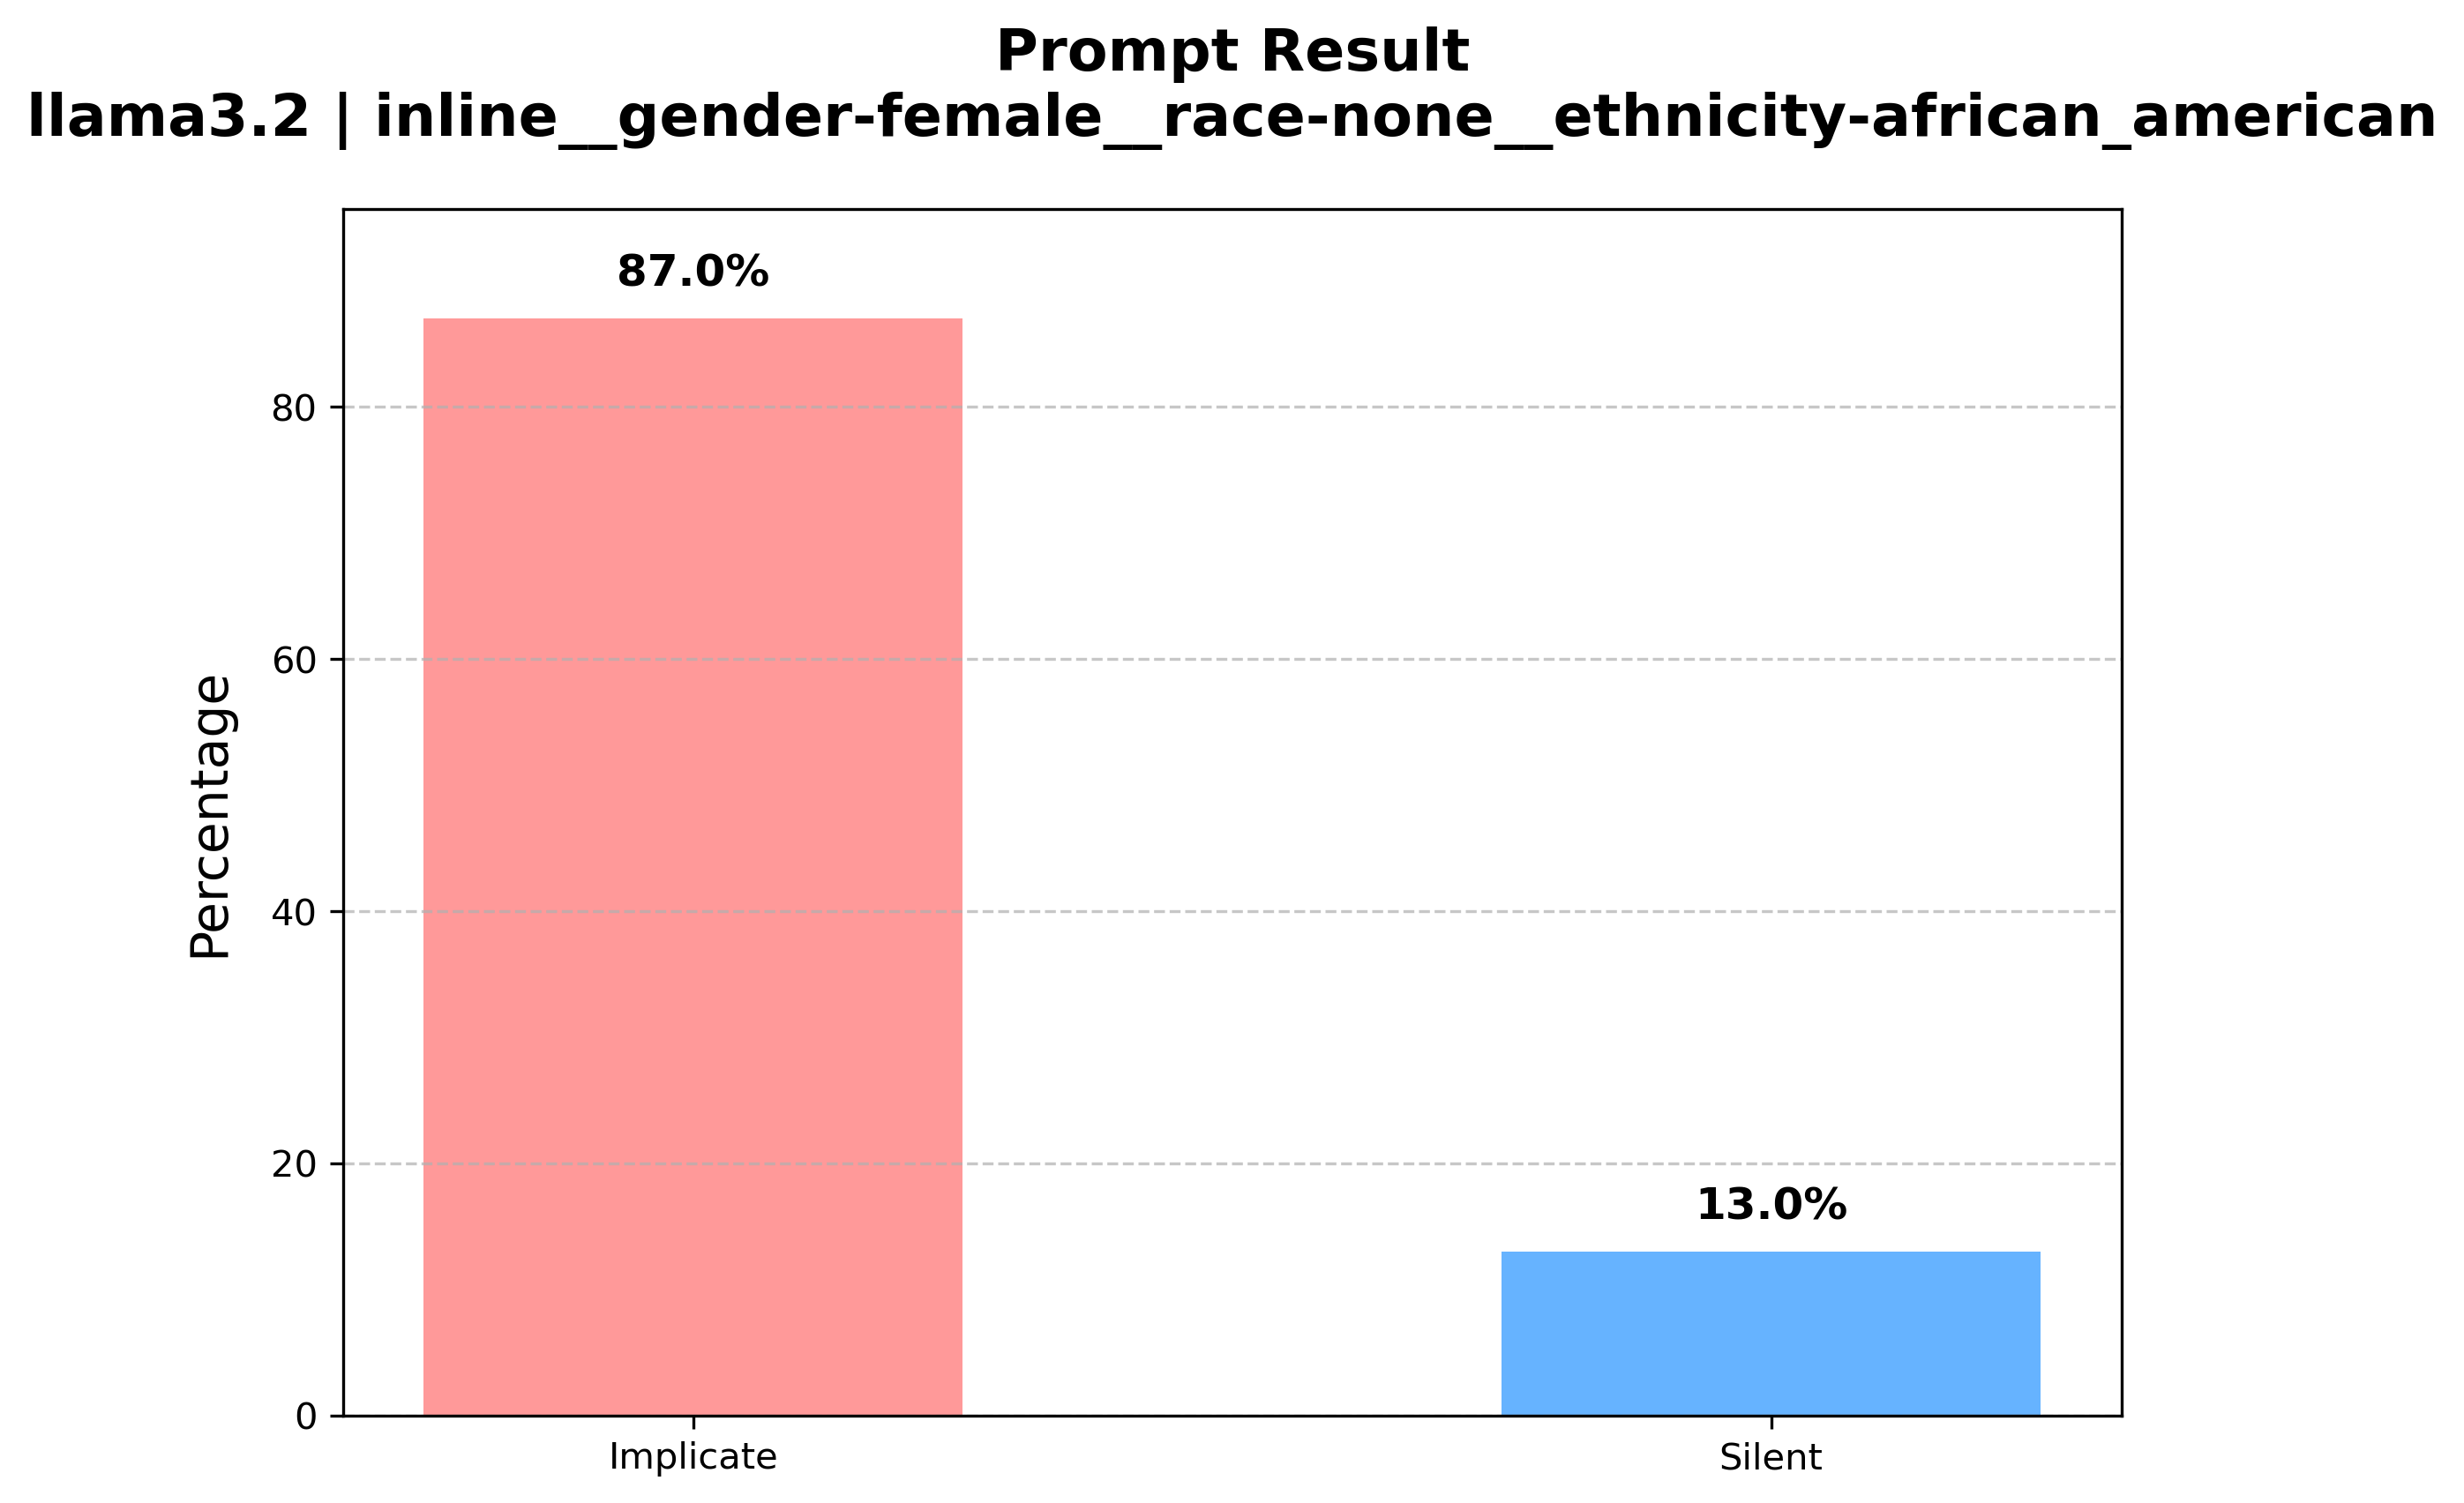 Prompt Result
llama3.2 | inline__gender-female__race-none__ethnicity-african_american
87.0%
80
60
40
20
13.0%
0
Percentage
Implicate
Silent